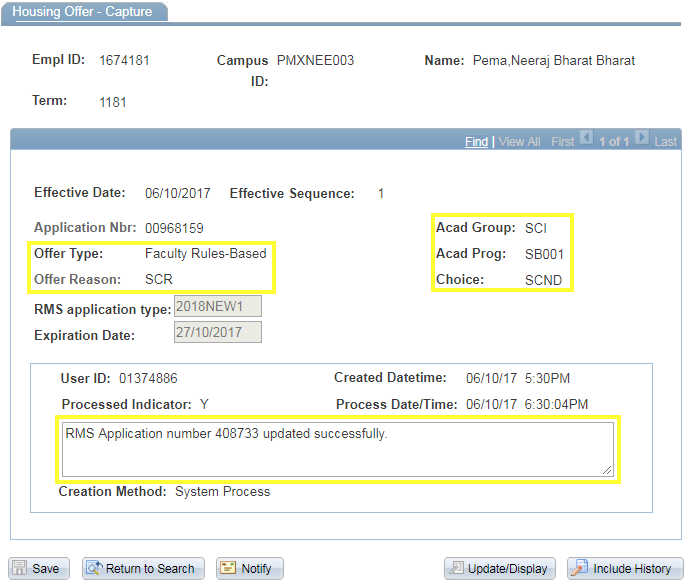 Housing Offer - Capture
Empl ID: 1674181 Campus ID: PMXNEE003 Name: Pema,Neeraj Bharat Bharat
Term: 1181
Find | View All First 1 of 1 Last
Effective Date: 06/10/2017 Effective Sequence: 1
Application Nbr: 00968159 Acad Group: SCI
Offer Type: Faculty Rules-Based Acad Prog: SB001
Offer Reason: SCR Choice: SCND
RMS application type: 2018NEW1
Expiration Date: 27/10/2017
User ID: 01374886 Created Datetime: 06/10/17 5:30PM
Processed Indicator: Y Process Date/Time: 06/10/17 6:30:04PM
RMS Application number 408733 updated successfully.
Creation Method: System Process
Save Return to Search Notify Update/Display Include History